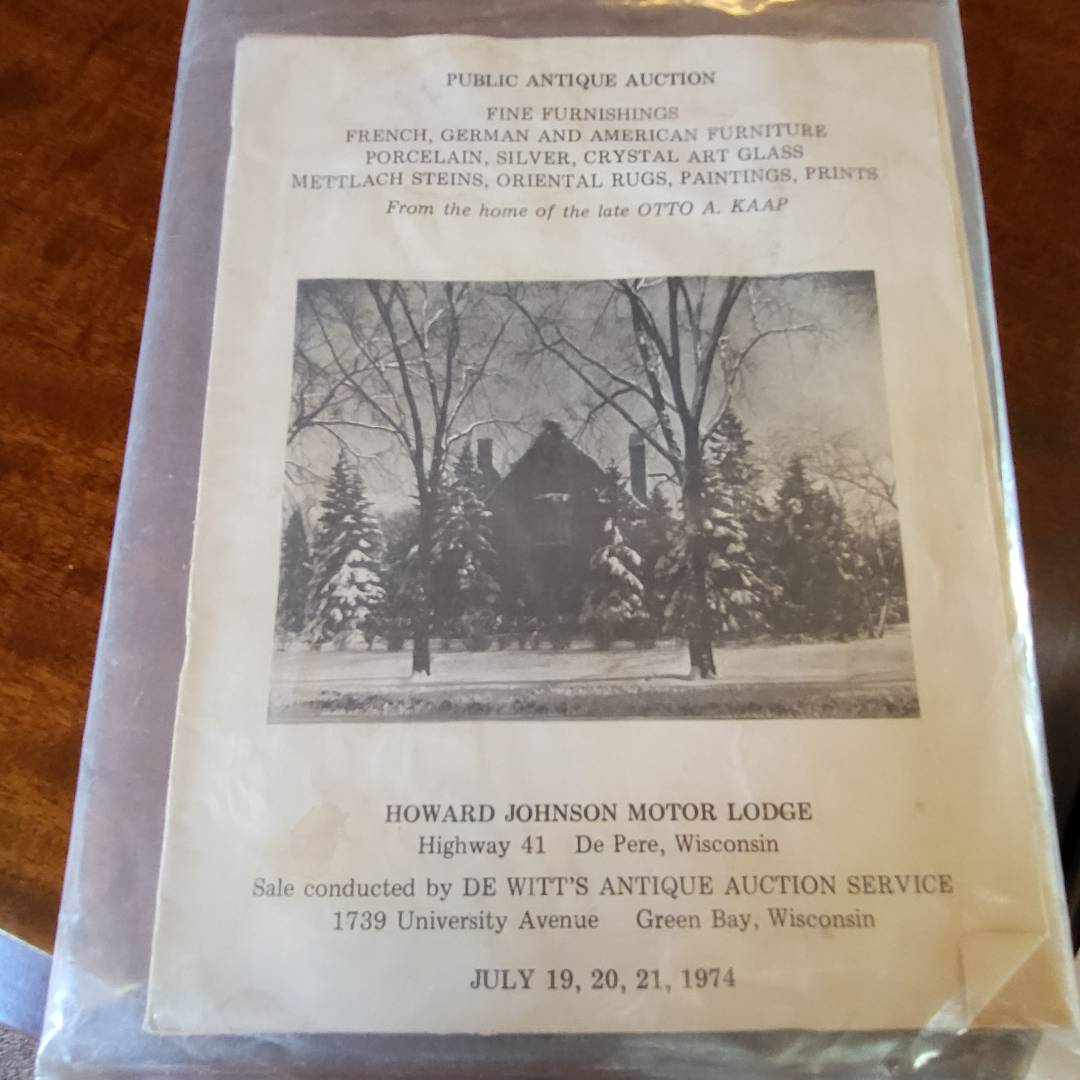 PUBLIC ANTIQUE AUCTION
FINE FURNISHINGS
FRENCH, GERMAN AND AMERICAN FURNITURE
PORCELAIN, SILVER, CRYSTAL ART GLASS
METTLACH STEINS, ORIENTAL RUGS, PAINTINGS, PRINTS
From the home of the late OTTO A. KAAP
HOWARD JOHNSON MOTOR LODGE
Highway 41 De Pere, Wisconsin
Sale conducted by DE WITT'S ANTIQUE AUCTION SERVICE
1739 University Avenue Green Bay, Wisconsin
JULY 19, 20, 21, 1974